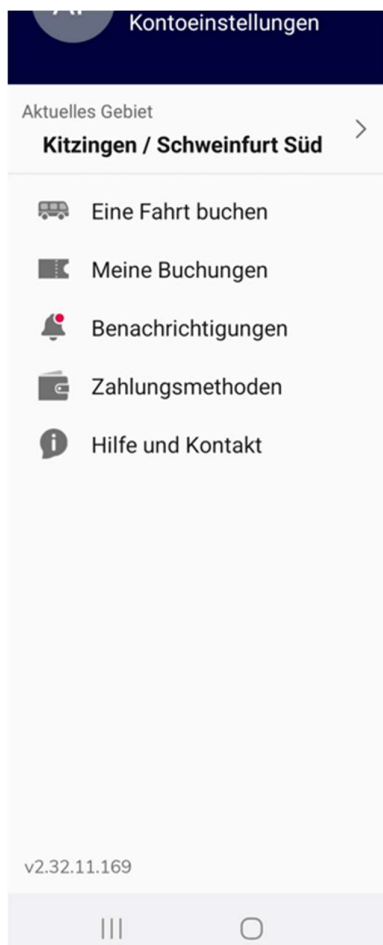 Kontoeinstellungen
Aktuelles Gebiet
Kitzingen / Schweinfurt Süd
Eine Fahrt buchen
Meine Buchungen
Benachrichtigungen
Zahlungsmethoden
Hilfe und Kontakt
v2.32.11.169